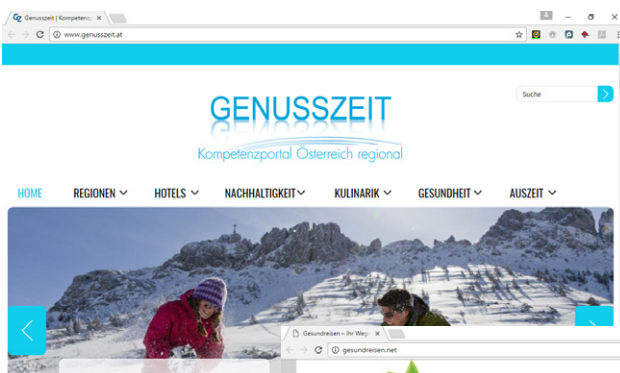 Genusszeit | Kompetenz
www.genusszeit.at
Suche
GENUSSZEIT
Kompetenzportal Österreich regional
HOME REGIONEN HOTELS NACHHALTIGKEIT KULINARIK GESUNDHEIT AUSZEIT
Gesundreisen – Ihr Weg
gesundreisen.net